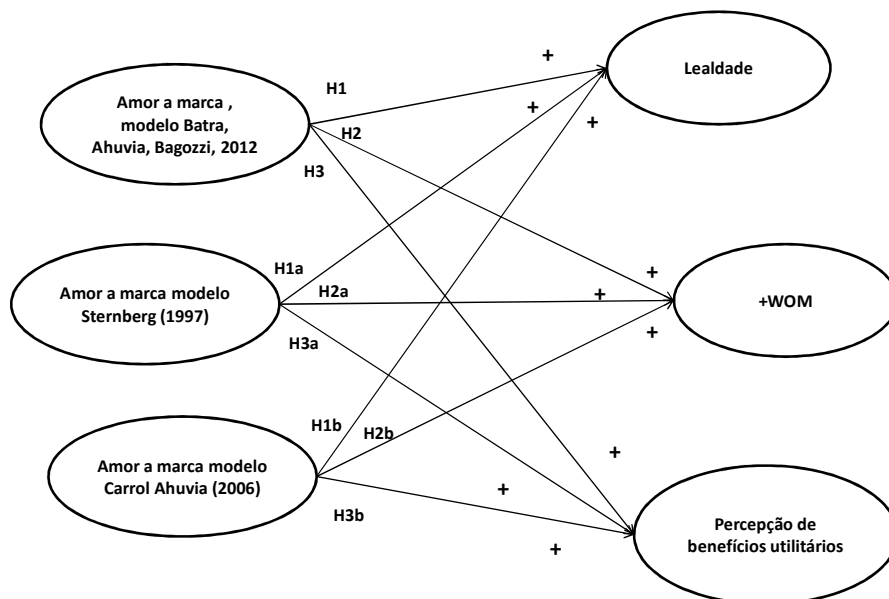 Lealdade
+
H1
Amor a marca ,
modelo Batra,
Ahuvia, Bagozzi, 2012
+
+
H2
H3
H1a
+
Amor a marca modelo
Sternberg (1997)
H2a
+
+WOM
+
H3a
H1b
H2b
Amor a marca modelo
Carrol Ahuvia (2006)
+
+
H3b
Percepção de
benefícios utilitários
+